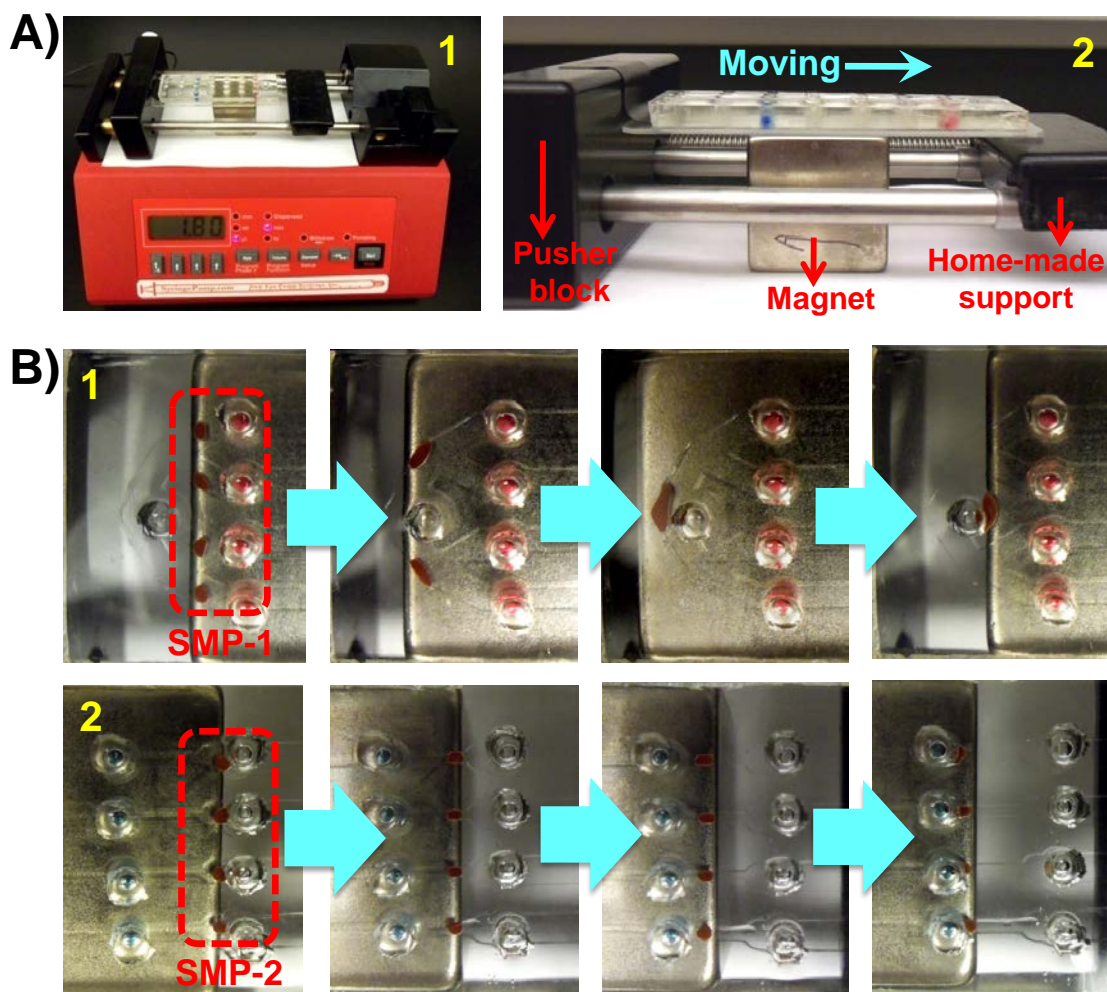 A)
1
2
Moving
1.80
Pusher
block
Magnet
Home-made
support
B)
1
SMP-1
2
SMP-2